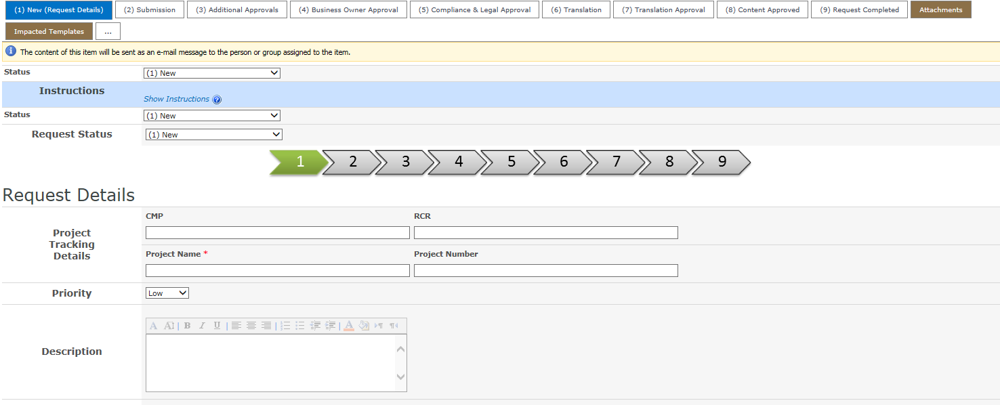 (1) New (Request Details) (2) Submission (3) Additional Approvals (4) Business Owner Approval (5) Compliance & Legal Approval (6) Translation (7) Translation Approval (8) Content Approved (9) Request Completed Attachments
Impacted Templates ...
The content of this item will be sent as an e-mail message to the person or group assigned to the item.
Status (1) New
Instructions
Show Instructions ?
Status (1) New
Request Status (1) New
1 2 3 4 5 6 7 8 9
Request Details
CMP RCR
Project
Tracking
Details
Project Name * Project Number
Priority Low
A A B I U A
Description